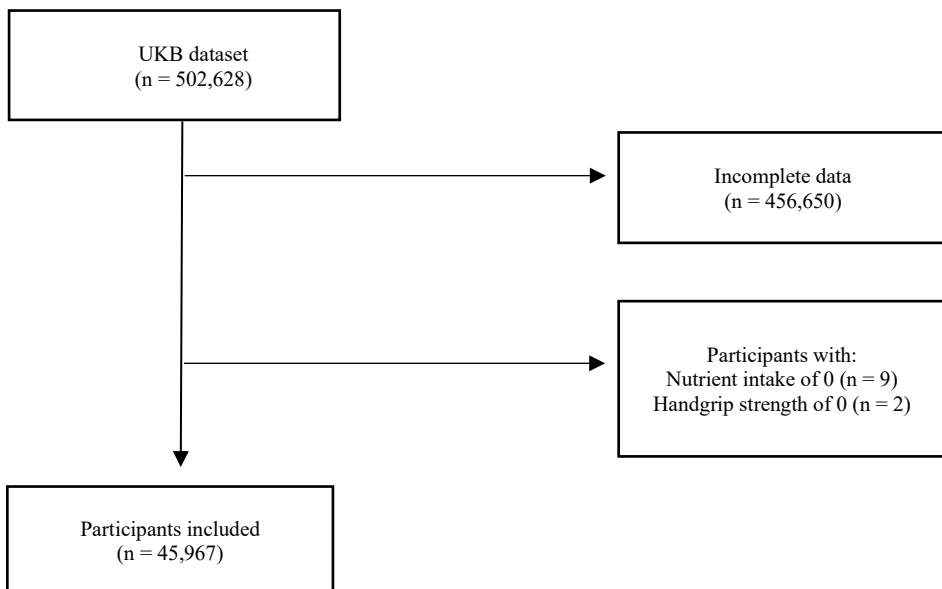 UKB dataset
(n = 502,628)
Incomplete data
(n = 456,650)
Participants with:
Nutrient intake of 0 (n = 9)
Handgrip strength of 0 (n = 2)
Participants included
(n = 45,967)